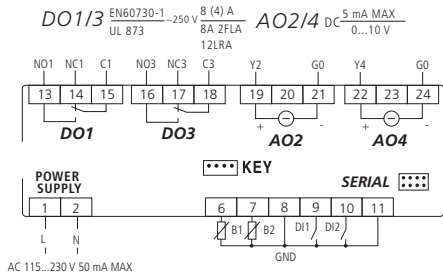 DO1/3 EN60730-1 UL 873 ~250 V 8 (4) A 8A 2FLA 12LRA AO2/4 DC 5 mA MAX 0...10 V
NO1 NC1 C1 NO3 NC3 C3 Y2 G0 Y4 G0
13 14 15 16 17 18 19 20 21 22 23 24
+ - + -
DO1 DO3 AO2 AO4
KEY
POWER SUPPLY SERIAL
1 2 6 7 8 9 10 11
L N B1 B2 DI1 DI2
GND
AC 115...230 V 50 mA MAX